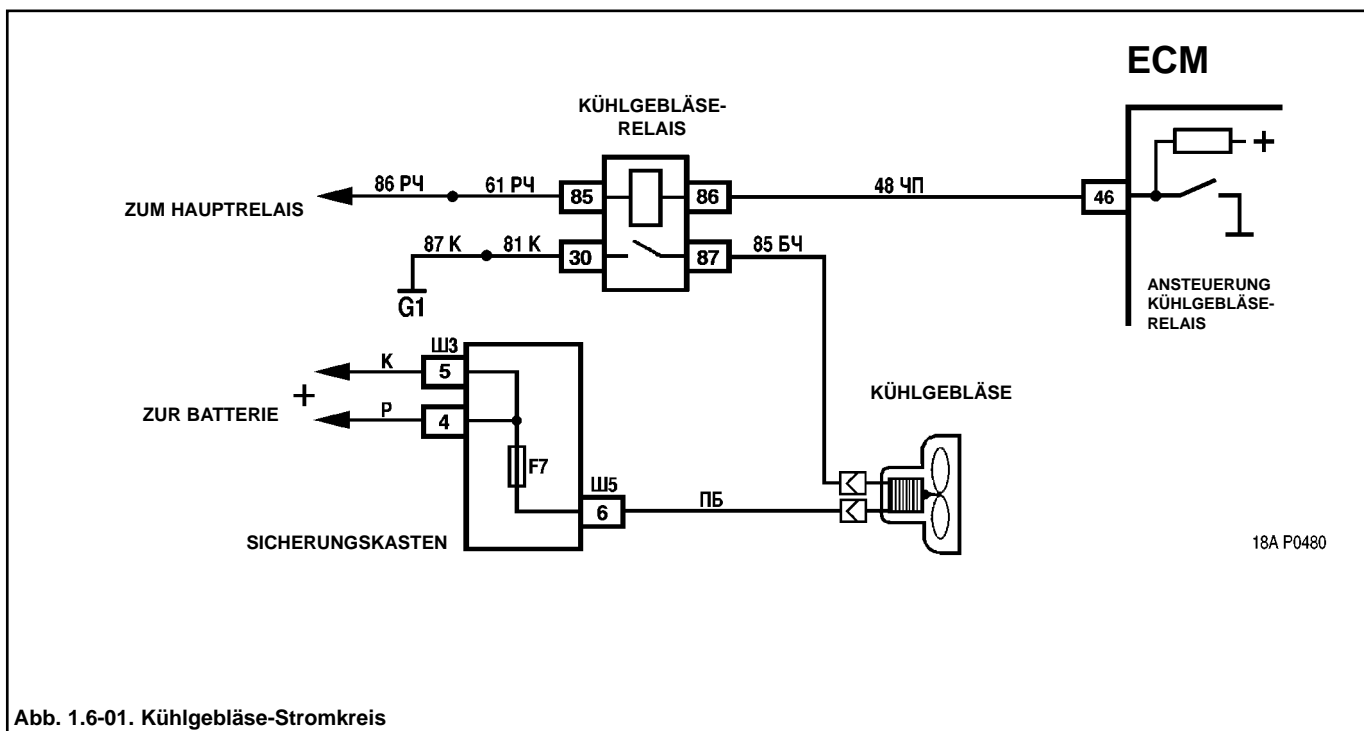 ECM
KÜHLGEBLÄSE-
RELAIS
86 РЧ
61 РЧ
85
86
48 ЧП
46
+
ZUM HAUPTRELAIS
87 К
81 К
30
87
85 БЧ
G1
ANSTEUERUNG
KÜHLGEBLÄSE-
RELAIS
Ш3
К
5
+
ZUR BATTERIE
Р
4
F7
Ш5
6
ПБ
KÜHLGEBLÄSE
SICHERUNGSKASTEN
18A P0480
Abb. 1.6-01. Kühlgebläse-Stromkreis